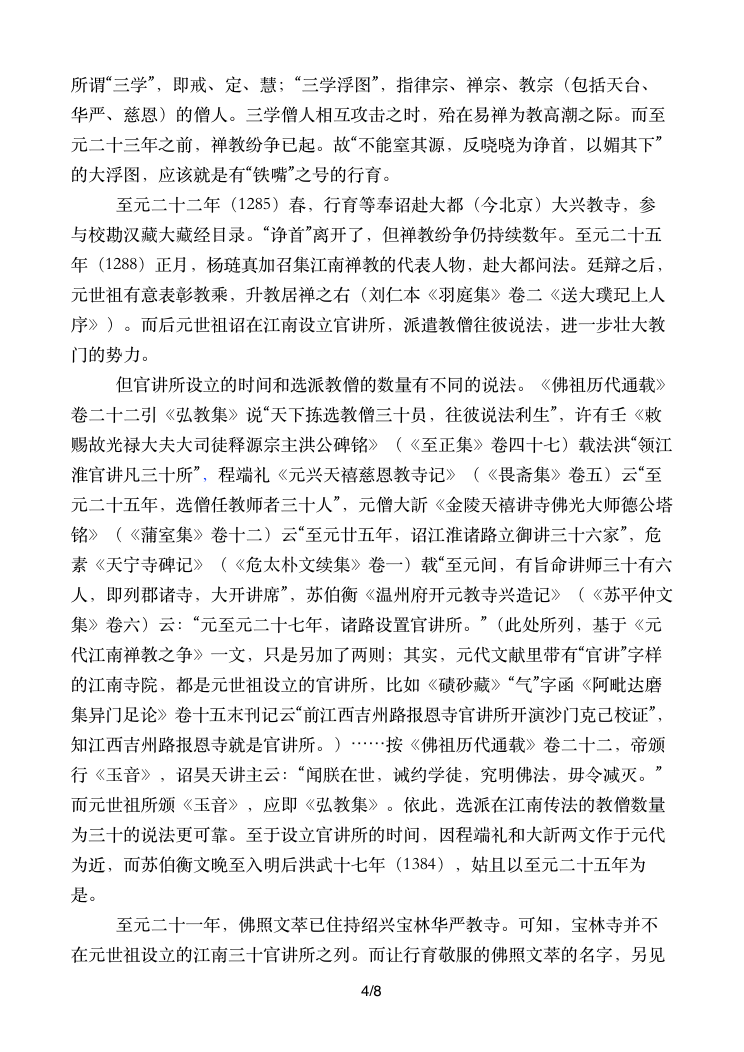 所谓“三学”，即戒、定、慧；“三学浮图”，指律宗、禅宗、教宗（包括天台、
华严、慈恩）的僧人。三学僧人相互攻击之时，殆在易禅为教高潮之际。而至
元二十三年之前，禅教纷争已起。故“不能窒其源，反哓哓为诤首，以媚其下”
的大浮图，应该就是有“铁嘴”之号的行育。
至元二十二年（1285）春，行育等奉诏赴大都（今北京）大兴教寺，参
与校勘汉藏大藏经目录。“诤首”离开了，但禅教纷争仍持续数年。至元二十五
年（1288）正月，杨琏真加召集江南禅教的代表人物，赴大都问法。廷辩之后，
元世祖有意表彰教乘，升教居禅之右（刘仁本《羽庭集》卷二《送大璞玘上人
序》）。而后元世祖诏在江南设立官讲所，派遣教僧往彼说法，进一步壮大教
门的势力。
但官讲所设立的时间和选派教僧的数量有不同的说法。《佛祖历代通载》
卷二十二引《弘教集》说“天下拣选教僧三十员，往彼说法利生”，许有壬《敕
赐故光禄大夫大司徒释源宗主洪公碑铭》（《至正集》卷四十七）载法洪“领江
淮官讲凡三十所”，程端礼《元兴天禧慈恩教寺记》（《畏斋集》卷五）云“至
元二十五年，选僧任教师者三十人”，元僧大訢《金陵天禧讲寺佛光大师德公塔
铭》（《蒲室集》卷十二）云“至元廿五年，诏江淮诸路立御讲三十六家”，危
素《天宁寺碑记》（《危太朴文续集》卷一）载“至元间，有旨命讲师三十有六
人，即列郡诸寺，大开讲席”，苏伯衡《温州府开元教寺兴造记》（《苏平仲文
集》卷六）云：“元至元二十七年，诸路设置官讲所。”（此处所列，基于《元
代江南禅教之争》一文，只是另加了两则；其实，元代文献里带有“官讲”字样
的江南寺院，都是元世祖设立的官讲所，比如《碛砂藏》“气”字函《阿毗达磨
集异门足论》卷十五末刊记云“前江西吉州路报恩寺官讲所开演沙门克己校证”，
知江西吉州路报恩寺就是官讲所。）……按《佛祖历代通载》卷二十二，帝颁
行《玉音》，诏昊天讲主云：“闻朕在世，诫约学徒，究明佛法，毋令减灭。”
而元世祖所颁《玉音》，应即《弘教集》。依此，选派在江南传法的教僧数量
为三十的说法更可靠。至于设立官讲所的时间，因程端礼和大訢两文作于元代
为近，而苏伯衡文晚至入明后洪武十七年（1384），姑且以至元二十五年为
是。
至元二十一年，佛照文萃已住持绍兴宝林华严教寺。可知，宝林寺并不
在元世祖设立的江南三十官讲所之列。而让行育敬服的佛照文萃的名字，另见
4/8